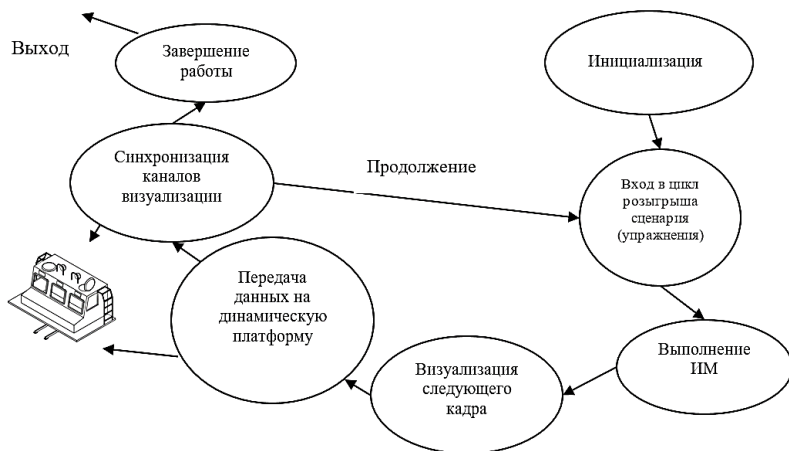 Выход
Завершение
работы
Инициализация
Синхронизация
каналов
визуализации
Продолжение
Вход в цикл
розыгрыша
сценария
(упражнения)
Передача
данных на
динамическую
платформу
Визуализация
следующего
кадра
Выполнение
ИМ